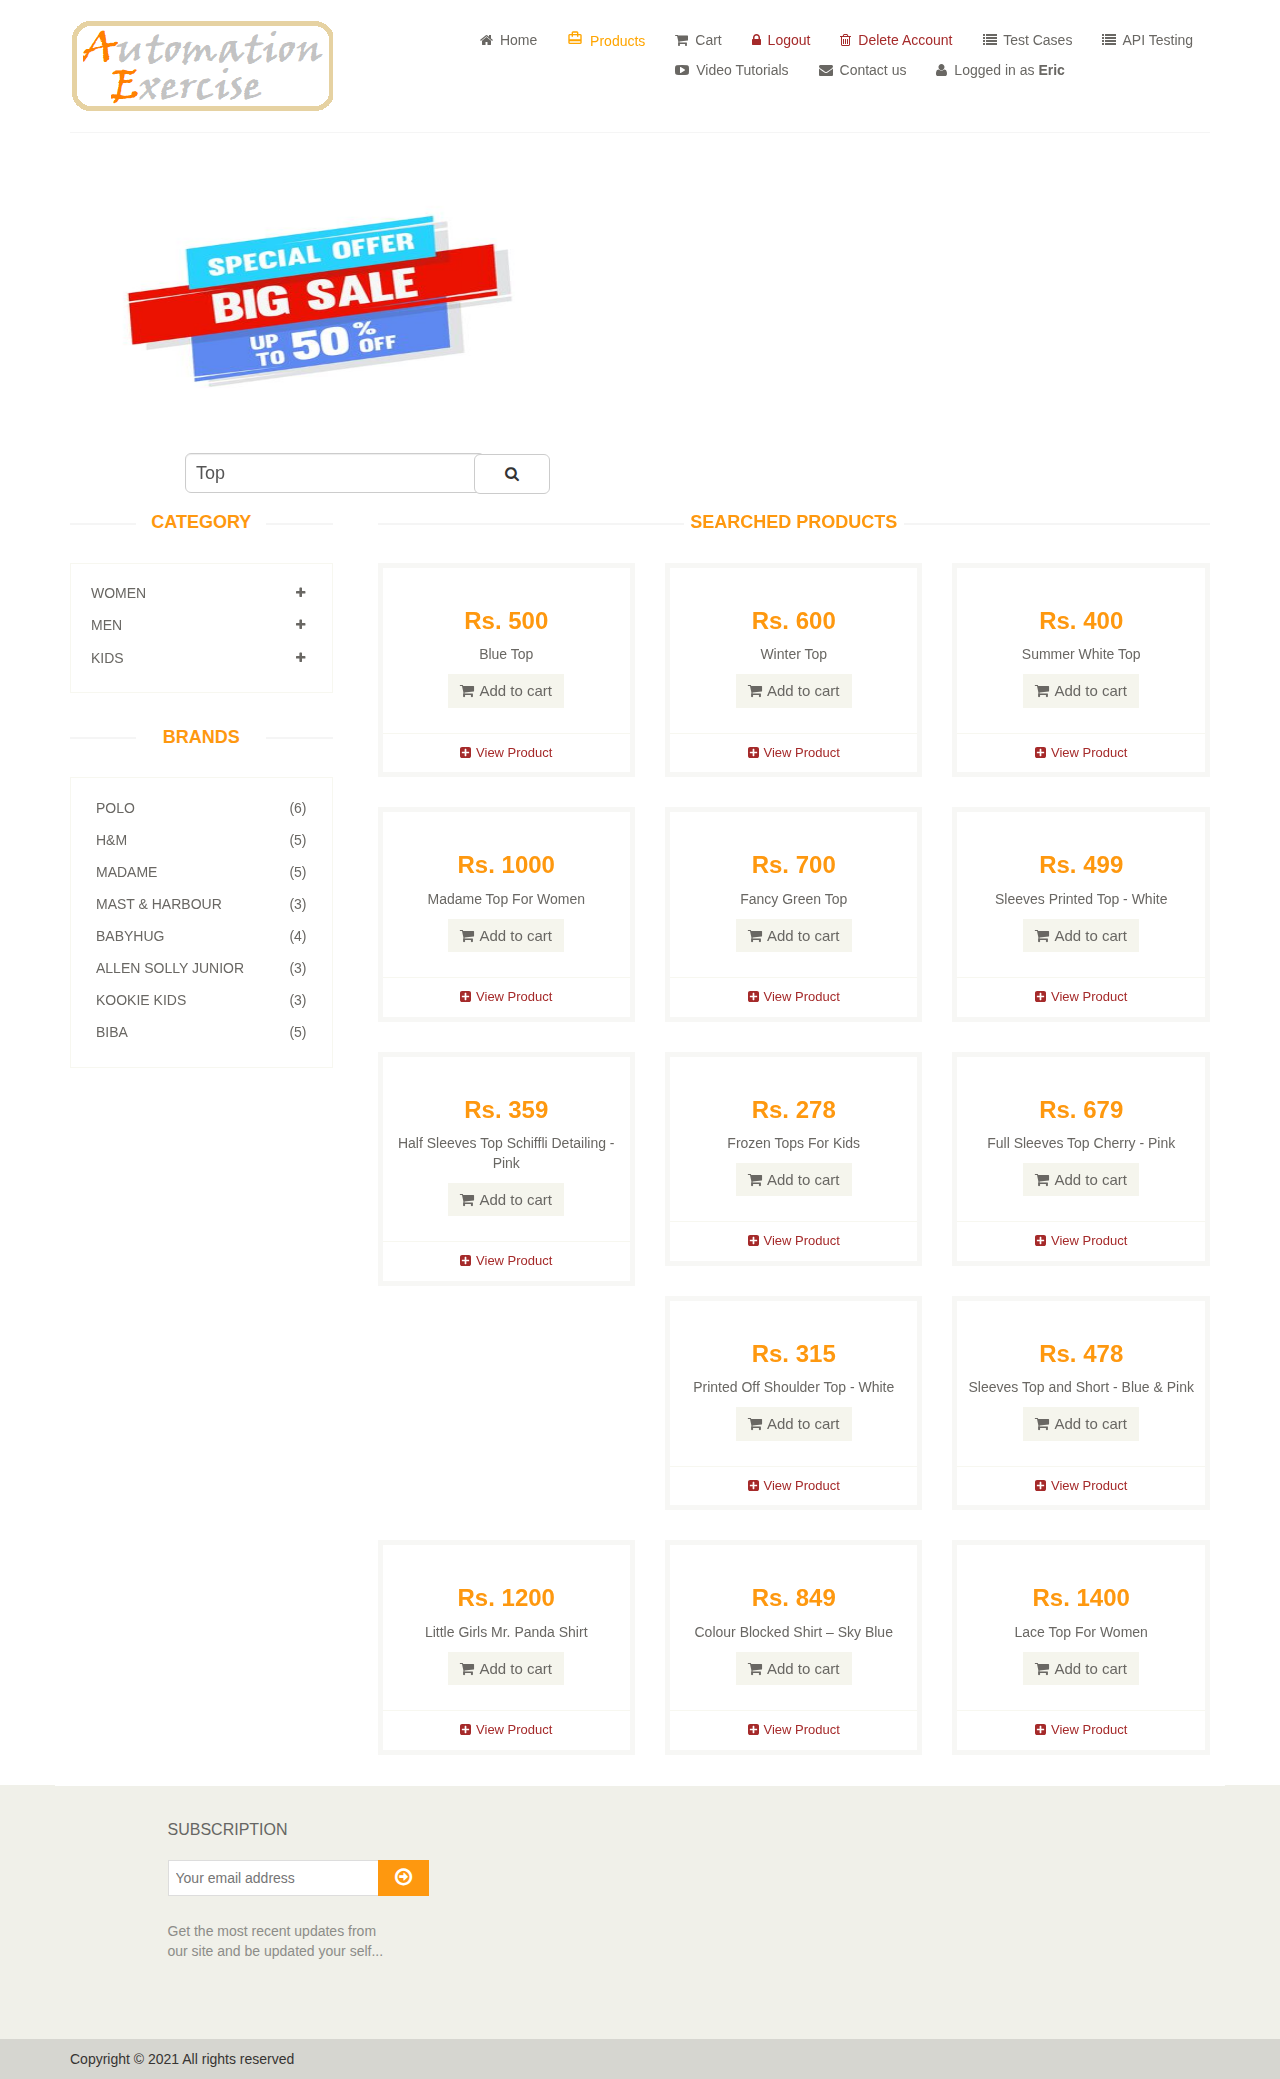 Automation
Exercise
Home
Products
Cart
Logout
Delete Account
Test Cases
API Testing
Video Tutorials
Contact us
Logged in as Eric
SPECIAL OFFER
BIG SALE
UP TO 50% OFF
Top
CATEGORY
WOMEN
MEN
KIDS
BRANDS
POLO (6)
H&M (5)
MADAME (5)
MAST & HARBOUR (3)
BABYHUG (4)
ALLEN SOLLY JUNIOR (3)
KOOKIE KIDS (3)
BIBA (5)
SEARCHED PRODUCTS
Rs. 500
Blue Top
Add to cart
View Product
Rs. 600
Winter Top
Add to cart
View Product
Rs. 400
Summer White Top
Add to cart
View Product
Rs. 1000
Madame Top For Women
Add to cart
View Product
Rs. 700
Fancy Green Top
Add to cart
View Product
Rs. 499
Sleeves Printed Top - White
Add to cart
View Product
Rs. 359
Half Sleeves Top Schiffli Detailing -
Pink
Add to cart
View Product
Rs. 278
Frozen Tops For Kids
Add to cart
View Product
Rs. 679
Full Sleeves Top Cherry - Pink
Add to cart
View Product
Rs. 315
Printed Off Shoulder Top - White
Add to cart
View Product
Rs. 478
Sleeves Top and Short - Blue & Pink
Add to cart
View Product
Rs. 1200
Little Girls Mr. Panda Shirt
Add to cart
View Product
Rs. 849
Colour Blocked Shirt – Sky Blue
Add to cart
View Product
Rs. 1400
Lace Top For Women
Add to cart
View Product
SUBSCRIPTION
Your email address
Get the most recent updates from
our site and be updated your self...
Copyright © 2021 All rights reserved